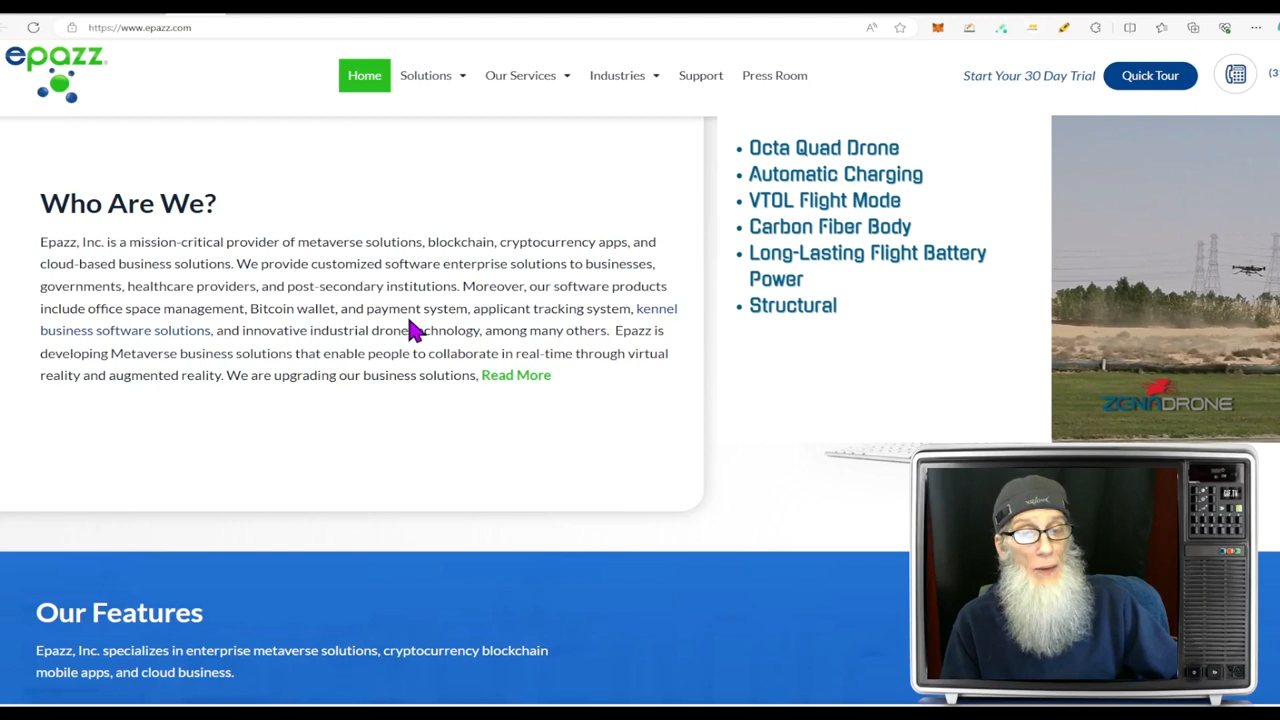 https://www.epazz.com
epazz
Home
Solutions
Our Services
Industries
Support
Press Room
Start Your 30 Day Trial
Quick Tour
Who Are We?
Epazz, Inc. is a mission-critical provider of metaverse solutions, blockchain, cryptocurrency apps, and
cloud-based business solutions. We provide customized software enterprise solutions to businesses,
governments, healthcare providers, and post-secondary institutions. Moreover, our software products
include office space management, Bitcoin wallet, and payment system, applicant tracking system, kennel
business software solutions, and innovative industrial drone technology, among many others. Epazz is
developing Metaverse business solutions that enable people to collaborate in real-time through virtual
reality and augmented reality. We are upgrading our business solutions, Read More
• Octa Quad Drone
• Automatic Charging
• VTOL Flight Mode
• Carbon Fiber Body
• Long-Lasting Flight Battery
Power
• Structural
ZENADRONE
Our Features
Epazz, Inc. specializes in enterprise metaverse solutions, cryptocurrency blockchain
mobile apps, and cloud business.